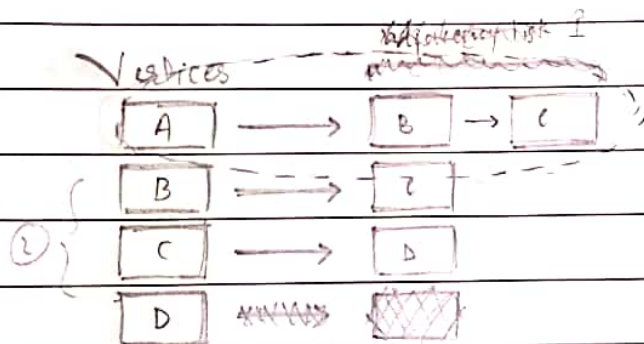 Vertices I
A → B → C
B → C
② C → D
D